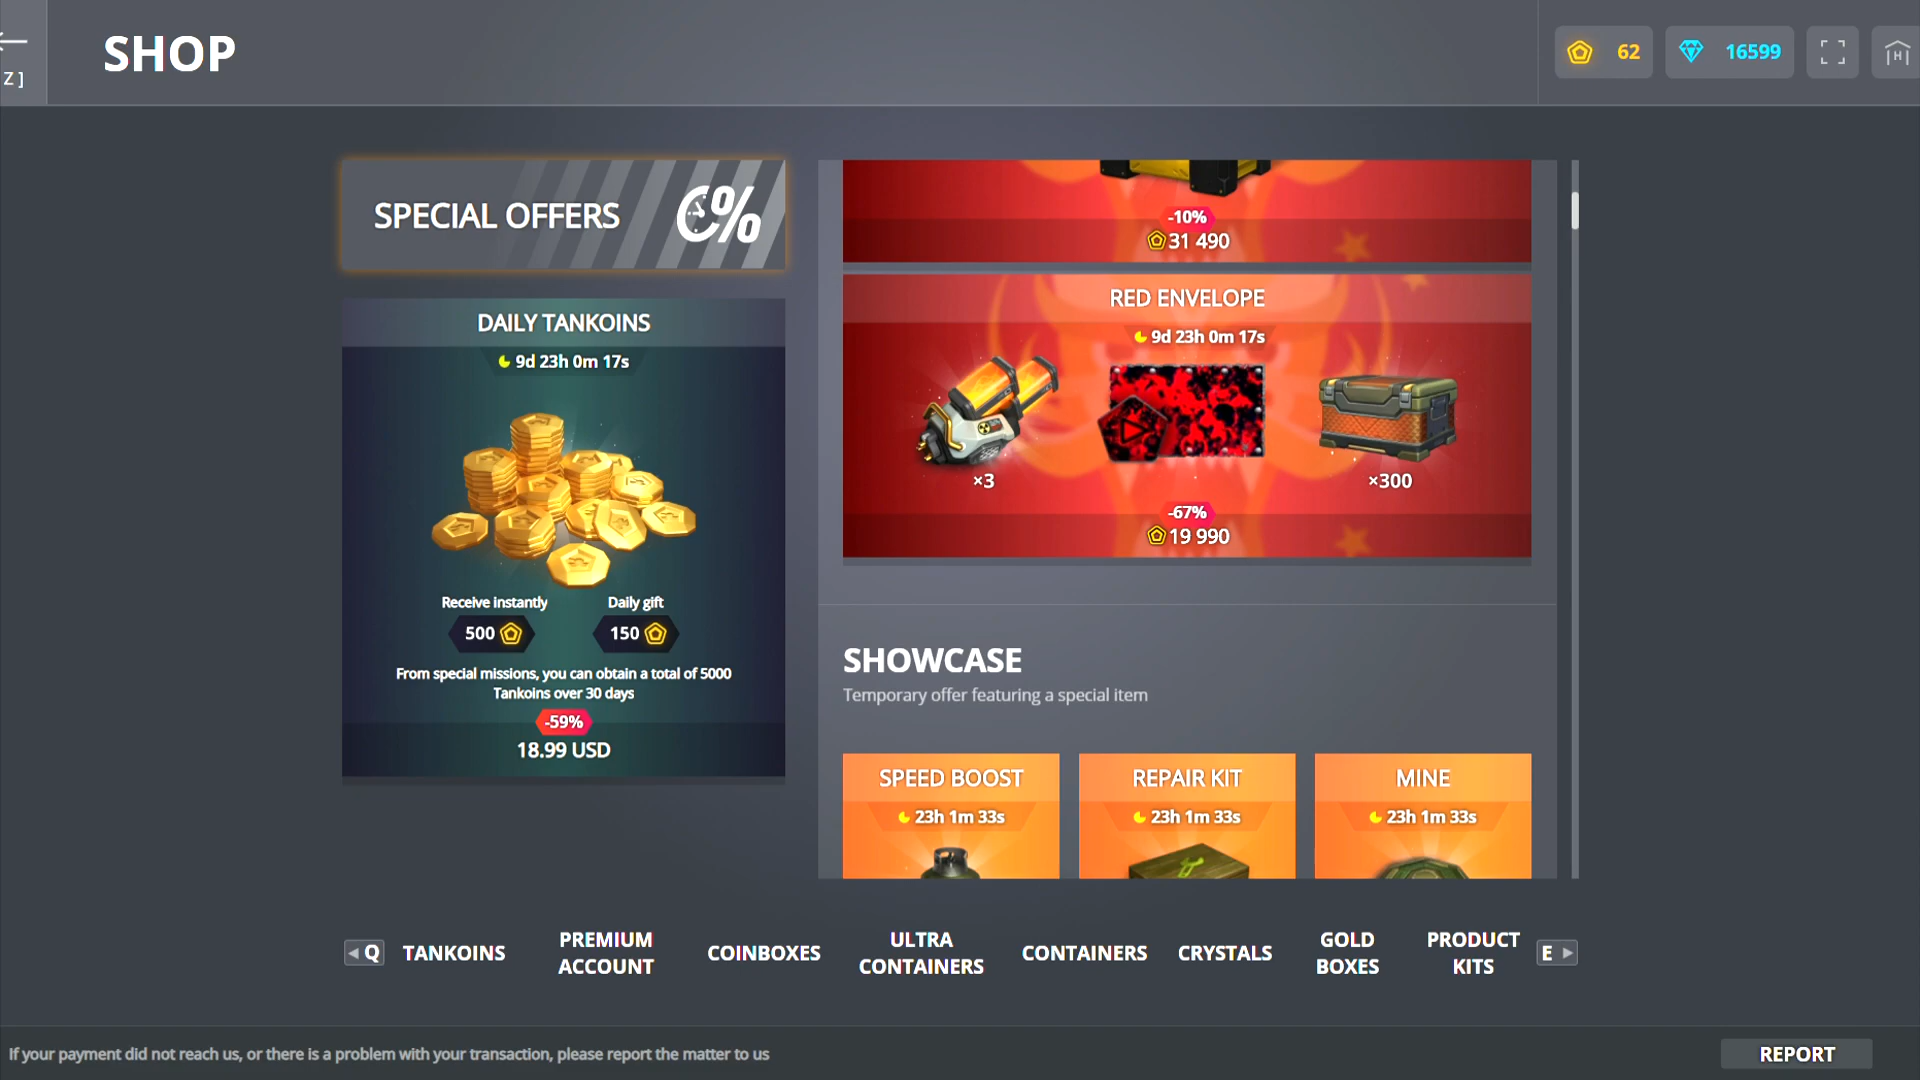 Z ]
SHOP
62
16599
H
SPECIAL OFFERS
%
DAILY TANKOINS
9d 23h 0m 17s
Receive instantly
Daily gift
500
150
From special missions, you can obtain a total of 5000
Tankoins over 30 days
-59%
18.99 USD
-10%
31 490
RED ENVELOPE
9d 23h 0m 17s
×3
×300
-67%
19 990
SHOWCASE
Temporary offer featuring a special item
SPEED BOOST
23h 1m 33s
REPAIR KIT
23h 1m 33s
MINE
23h 1m 33s
Q
TANKOINS
PREMIUM
ACCOUNT
COINBOXES
ULTRA
CONTAINERS
CONTAINERS
CRYSTALS
GOLD
BOXES
PRODUCT
KITS
E
If your payment did not reach us, or there is a problem with your transaction, please report the matter to us
REPORT